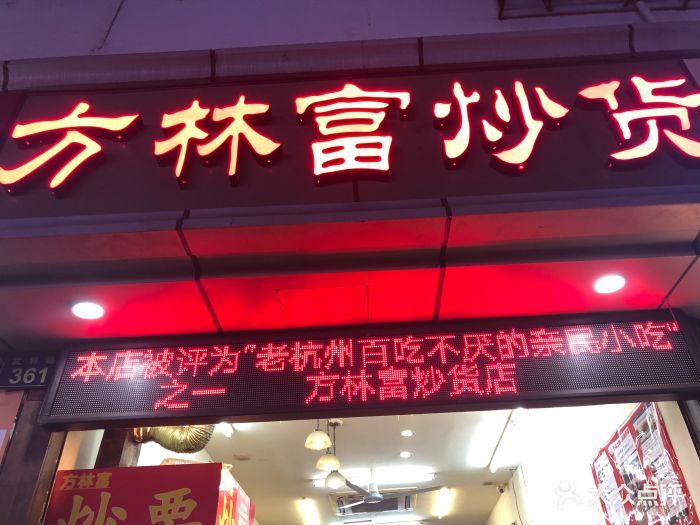 方林富炒货
本店被评为"老杭州百吃不厌的亲民小吃"
之一 方林富炒货店
361
方林富
炒栗
大众点评